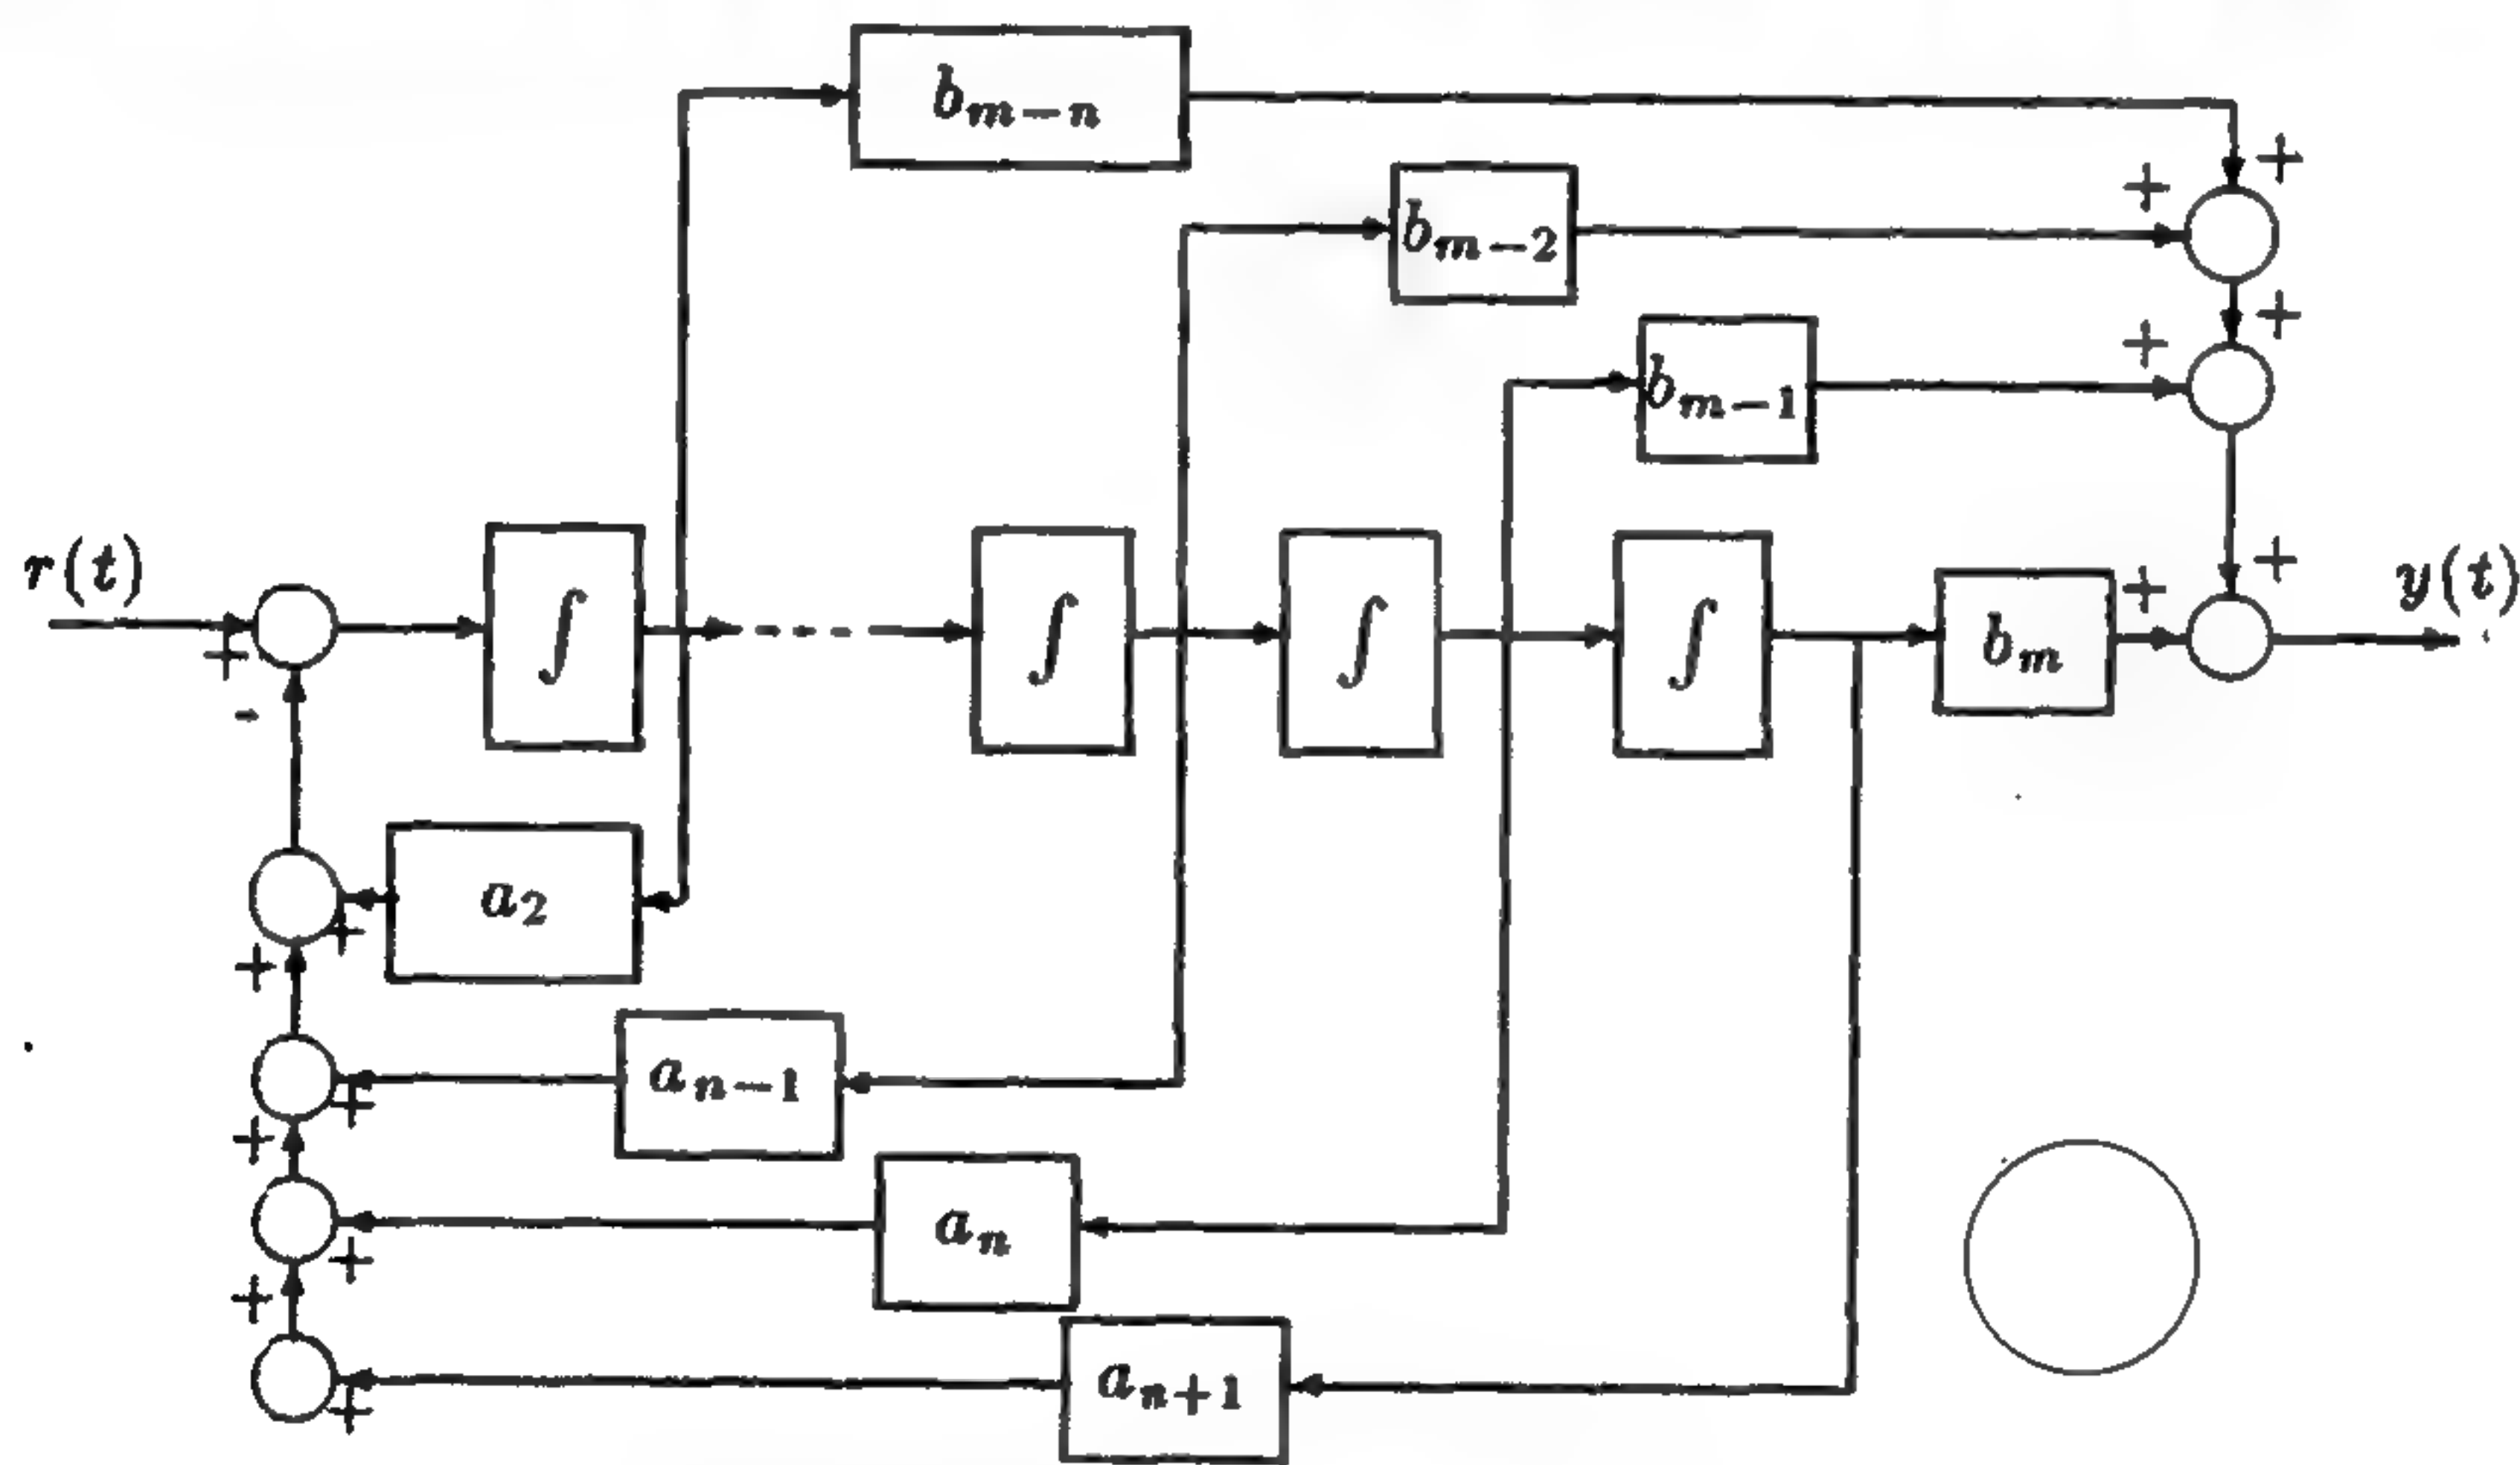 b_{m-n}
+
+
b_{m-2}
+
+
b_{m-1}
r(t)
+
-
∫
∫
∫
∫
b_m
+
+
y(t)
a_2
+
+
a_{n-1}
+
+
a_n
+
+
a_{n+1}
+